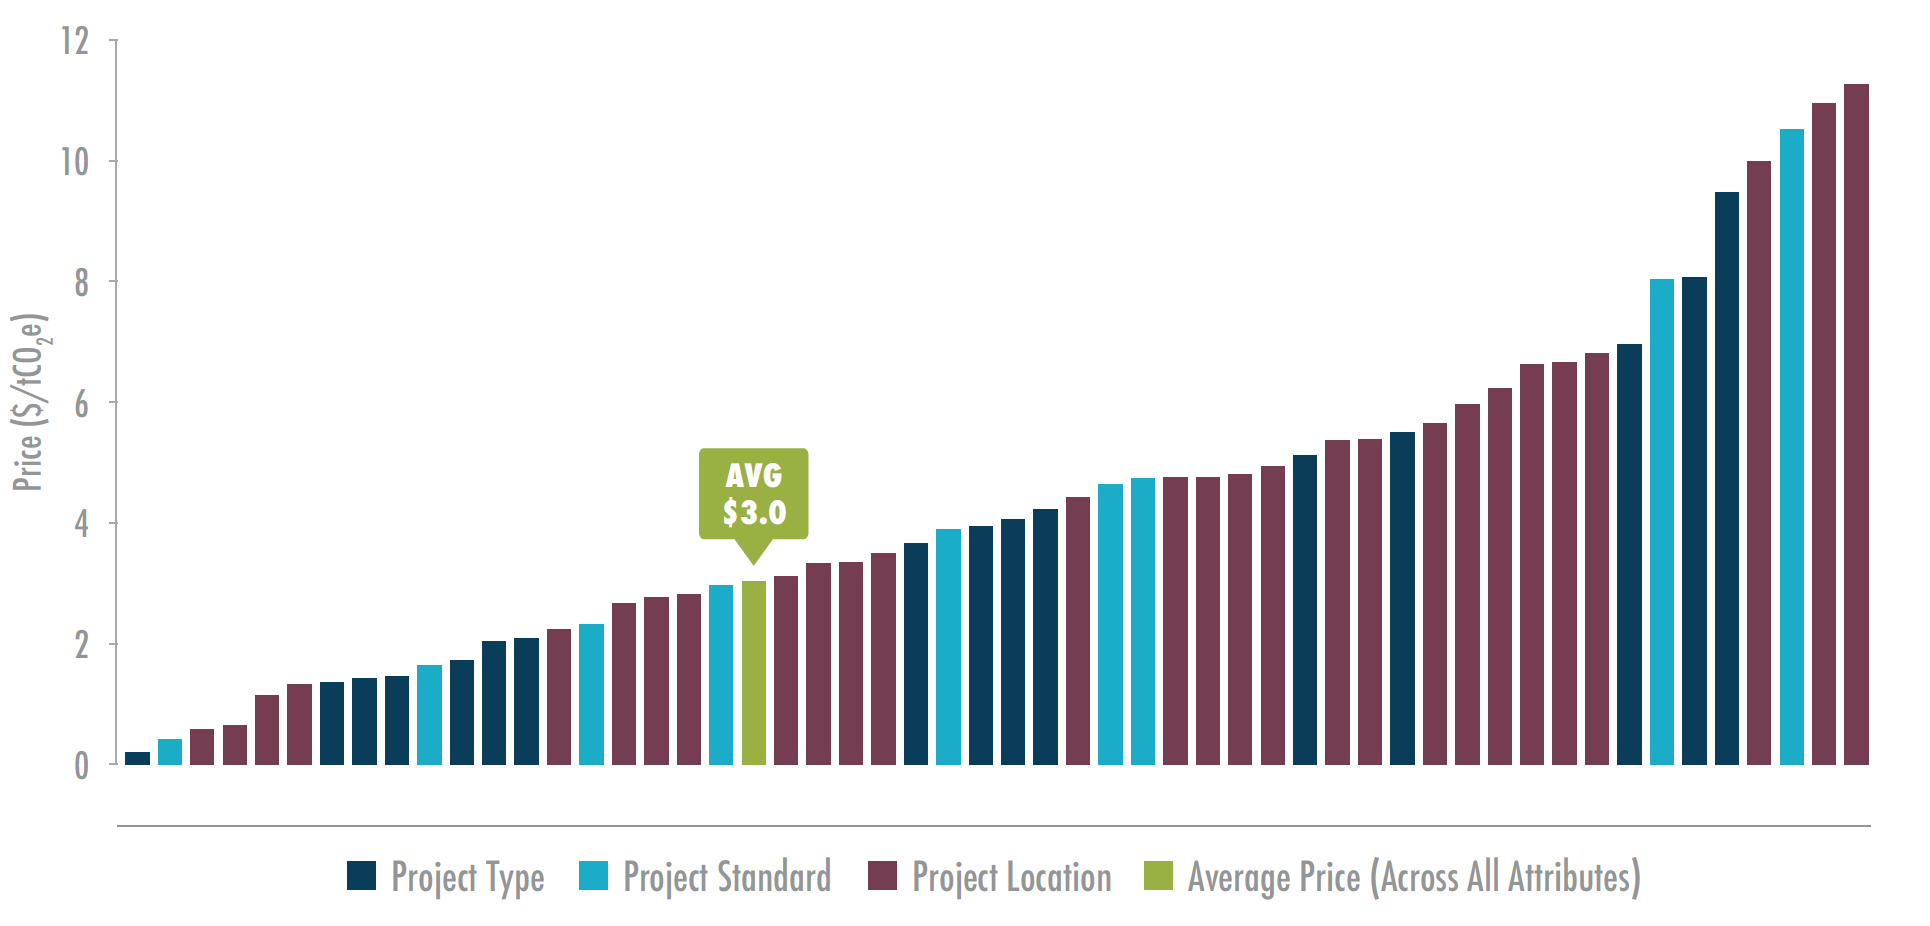 12
10
8
6
4
2
0
Price ($/tCO2e)
AVG
$3.0
Project Type
Project Standard
Project Location
Average Price (Across All Attributes)